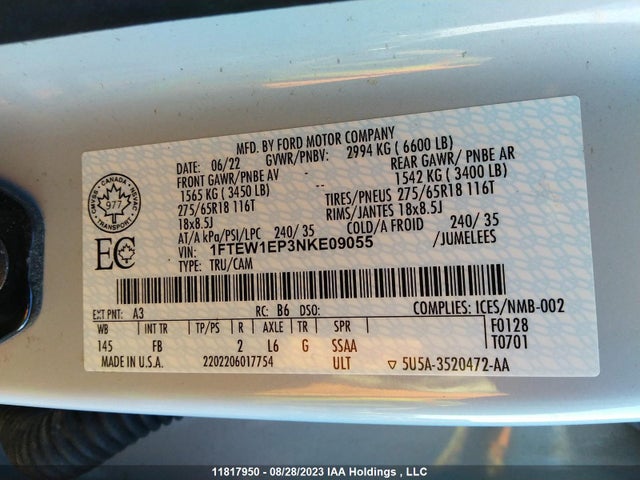 MFD. BY FORD MOTOR COMPANY
DATE: 06/22 GVWR/PNBV: 2994 KG ( 6600 LB)
FRONT GAWR/ PNBE AV -- REAR GAWR/ PNBE AR
1565 KG ( 3450 LB) 1542 KG ( 3400 LB)
275/65R18 116T TIRES/PNEUS 275/65R18 116T
18x8.5J RIMS/JANTES 18x8.5J
AT/A kPa/PSI/LPC 240/ 35 COLD/A FROID 240/ 35
VIN: 1FTEW1EP3NKE09055 /JUMELEES
TYPE: TRU/CAM
CMVSS CANADA NSVAC
977
TRANSPORT
EC
EXT PNT: A3 RC: B6 DSO: COMPLIES: ICES/NMB-002
WB INT TR TP/PS R AXLE TR SPR F0128
145 FB 2 L6 G SSAA T0701
MADE IN U.S.A. 2202206017754 ULT ▽ 5U5A-3520472-AA
11817950 - 08/28/2023 IAA Holdings , LLC